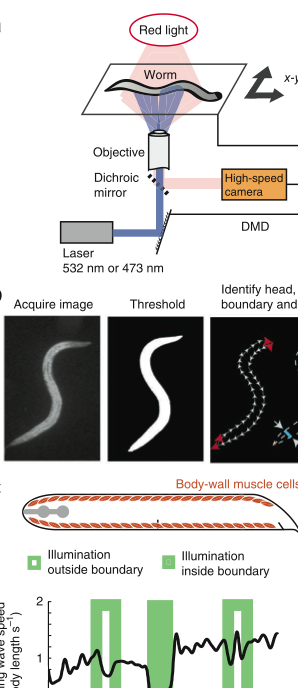 Red light
Worm
x-y
Objective
Dichroic
mirror
High-speed
camera
DMD
Laser
532 nm or 473 nm
Acquire image
Threshold
Identify head,
boundary and
Body-wall muscle cells
Illumination
outside boundary
Illumination
inside boundary
2
1
wave speed
length s⁻¹)